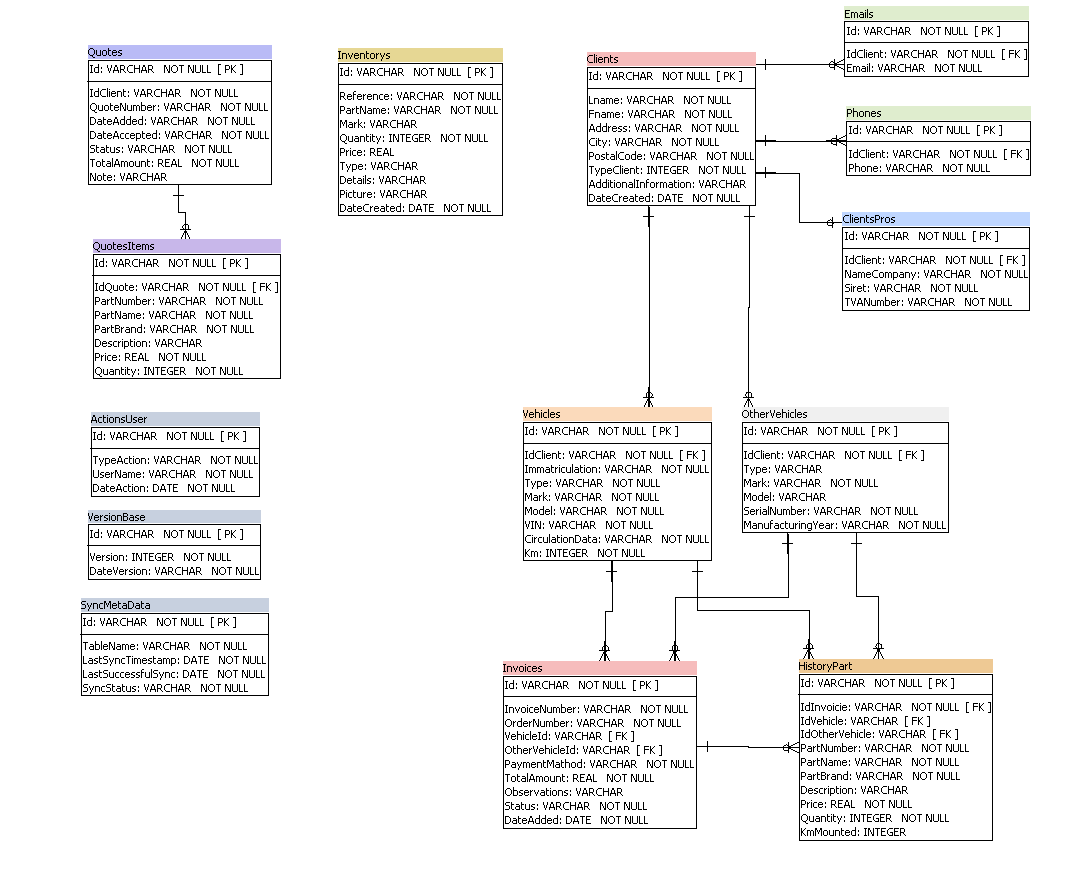 Quotes
Id: VARCHAR NOT NULL [ PK ]
IdClient: VARCHAR NOT NULL
QuoteNumber: VARCHAR NOT NULL
DateAdded: VARCHAR NOT NULL
DateAccepted: VARCHAR NOT NULL
Status: VARCHAR NOT NULL
TotalAmount: REAL NOT NULL
Note: VARCHAR
QuotesItems
Id: VARCHAR NOT NULL [ PK ]
IdQuote: VARCHAR NOT NULL [ FK ]
PartNumber: VARCHAR NOT NULL
PartName: VARCHAR NOT NULL
PartBrand: VARCHAR NOT NULL
Description: VARCHAR
Price: REAL NOT NULL
Quantity: INTEGER NOT NULL
ActionsUser
Id: VARCHAR NOT NULL [ PK ]
TypeAction: VARCHAR NOT NULL
UserName: VARCHAR NOT NULL
DateAction: DATE NOT NULL
VersionBase
Id: VARCHAR NOT NULL [ PK ]
Version: INTEGER NOT NULL
DateVersion: VARCHAR NOT NULL
SyncMetaData
Id: VARCHAR NOT NULL [ PK ]
TableName: VARCHAR NOT NULL
LastSyncTimestamp: DATE NOT NULL
LastSuccessfulSync: DATE NOT NULL
SyncStatus: VARCHAR NOT NULL
Inventorys
Id: VARCHAR NOT NULL [ PK ]
Reference: VARCHAR NOT NULL
PartName: VARCHAR NOT NULL
Mark: VARCHAR
Quantity: INTEGER NOT NULL
Price: REAL
Type: VARCHAR
Details: VARCHAR
Picture: VARCHAR
DateCreated: DATE NOT NULL
Clients
Id: VARCHAR NOT NULL [ PK ]
Lname: VARCHAR NOT NULL
Fname: VARCHAR NOT NULL
Address: VARCHAR NOT NULL
City: VARCHAR NOT NULL
PostalCode: VARCHAR NOT NULL
TypeClient: INTEGER NOT NULL
AdditionalInformation: VARCHAR
DateCreated: DATE NOT NULL
Emails
Id: VARCHAR NOT NULL [ PK ]
IdClient: VARCHAR NOT NULL [ FK ]
Email: VARCHAR NOT NULL
Phones
Id: VARCHAR NOT NULL [ PK ]
IdClient: VARCHAR NOT NULL [ FK ]
Phone: VARCHAR NOT NULL
ClientsPros
Id: VARCHAR NOT NULL [ PK ]
IdClient: VARCHAR NOT NULL [ FK ]
NameCompany: VARCHAR NOT NULL
Siret: VARCHAR NOT NULL
TVANumber: VARCHAR NOT NULL
Vehicles
Id: VARCHAR NOT NULL [ PK ]
IdClient: VARCHAR NOT NULL [ FK ]
Immatriculation: VARCHAR NOT NULL
Type: VARCHAR NOT NULL
Mark: VARCHAR NOT NULL
Model: VARCHAR NOT NULL
VIN: VARCHAR NOT NULL
CirculationData: VARCHAR NOT NULL
Km: INTEGER NOT NULL
OtherVehicles
Id: VARCHAR NOT NULL [ PK ]
IdClient: VARCHAR NOT NULL [ FK ]
Type: VARCHAR
Mark: VARCHAR NOT NULL
Model: VARCHAR
SerialNumber: VARCHAR NOT NULL
ManufacturingYear: VARCHAR NOT NULL
Invoices
Id: VARCHAR NOT NULL [ PK ]
InvoiceNumber: VARCHAR NOT NULL
OrderNumber: VARCHAR NOT NULL
VehicleId: VARCHAR [ FK ]
OtherVehicleId: VARCHAR [ FK ]
PaymentMathod: VARCHAR NOT NULL
TotalAmount: REAL NOT NULL
Observations: VARCHAR
Status: VARCHAR NOT NULL
DateAdded: DATE NOT NULL
HistoryPart
Id: VARCHAR NOT NULL [ PK ]
IdInvoicie: VARCHAR NOT NULL [ FK ]
IdVehicle: VARCHAR [ FK ]
IdOtherVehicle: VARCHAR [ FK ]
PartNumber: VARCHAR NOT NULL
PartName: VARCHAR NOT NULL
PartBrand: VARCHAR NOT NULL
Description: VARCHAR
Price: REAL NOT NULL
Quantity: INTEGER NOT NULL
KmMounted: INTEGER